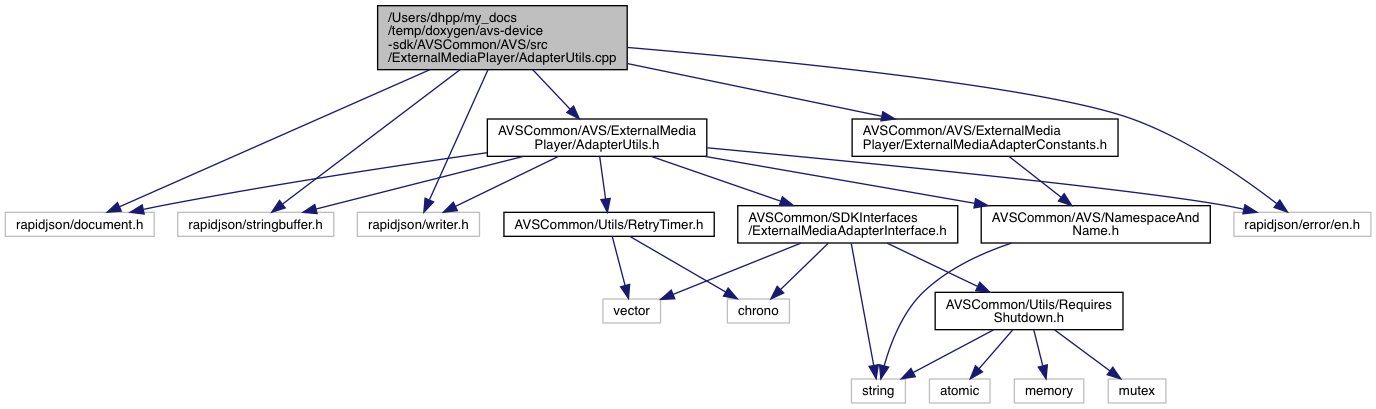 /Users/dhpp/my_docs
/temp/doxygen/avs-device
-sdk/AVSCommon/AVS/src
/ExternalMediaPlayer/AdapterUtils.cpp
AVSCommon/AVS/ExternalMedia
Player/AdapterUtils.h
AVSCommon/AVS/ExternalMedia
Player/ExternalMediaAdapterConstants.h
rapidjson/document.h
rapidjson/stringbuffer.h
rapidjson/writer.h
AVSCommon/Utils/RetryTimer.h
AVSCommon/SDKInterfaces
/ExternalMediaAdapterInterface.h
AVSCommon/AVS/NamespaceAnd
Name.h
rapidjson/error/en.h
vector
chrono
AVSCommon/Utils/Requires
Shutdown.h
string
atomic
memory
mutex